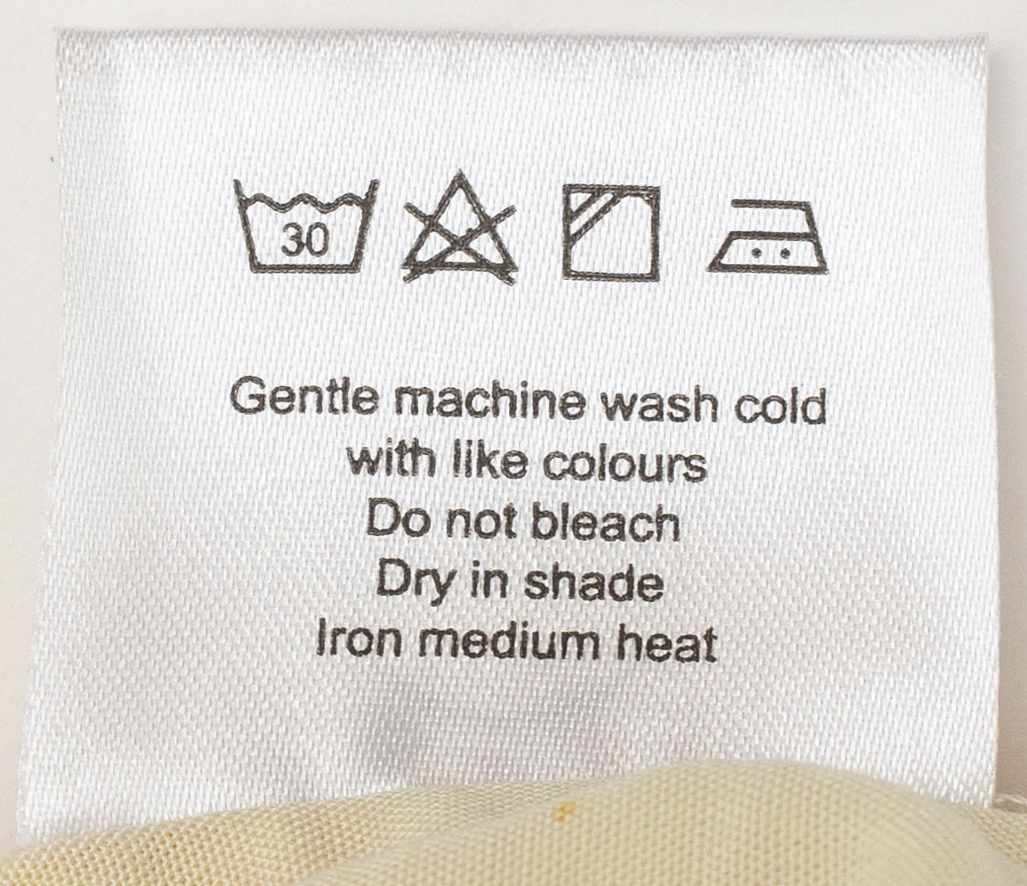 30
Gentle machine wash cold
with like colours
Do not bleach
Dry in shade
Iron medium heat